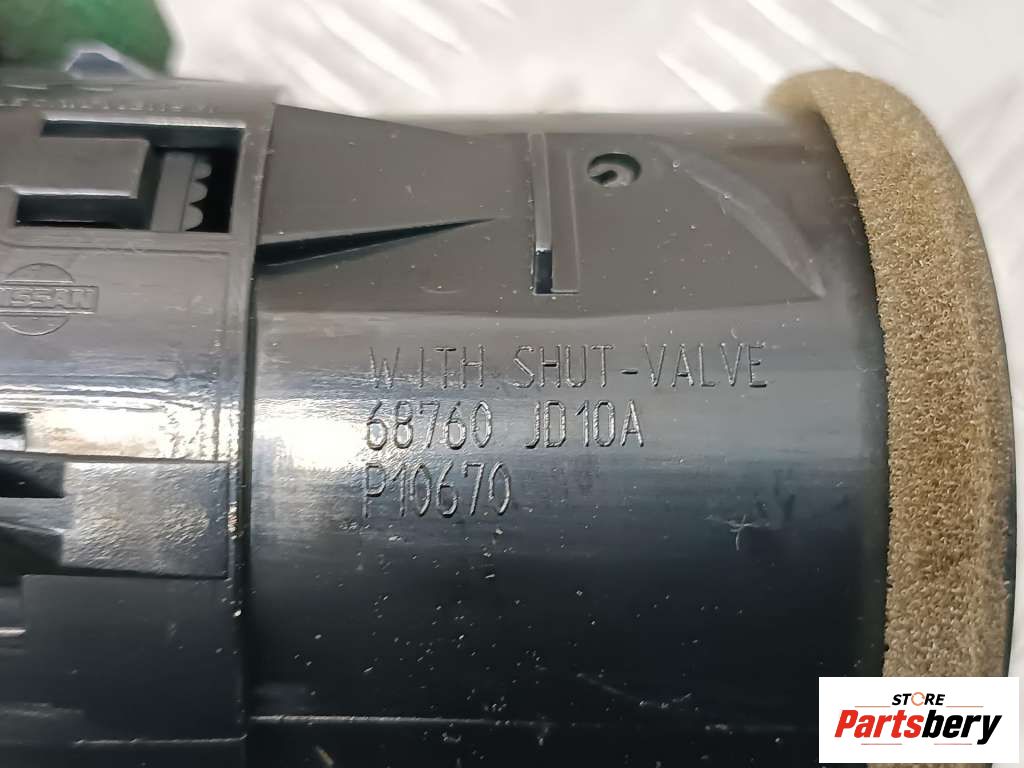 NISSAN
WITH SHUT-VALVE
68760 JD10A
P10670
STORE
Partsbery